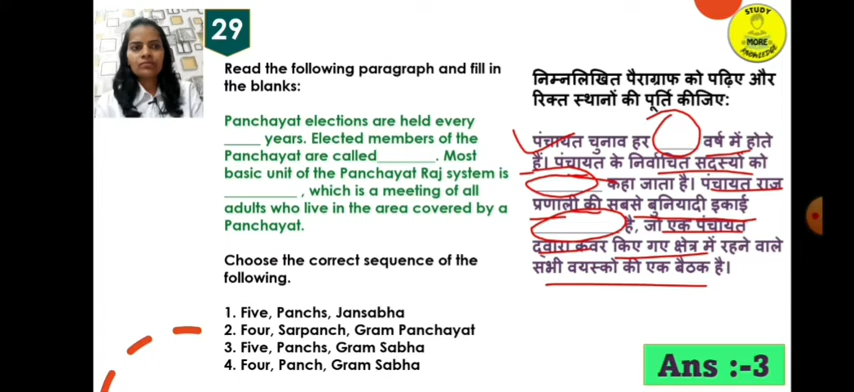 29
STUDY
MORE
KNOWLEDGE
Read the following paragraph and fill in
the blanks:
Panchayat elections are held every
_____ years. Elected members of the
Panchayat are called________. Most
basic unit of the Panchayat Raj system is
__________ , which is a meeting of all
adults who live in the area covered by a
Panchayat.
Choose the correct sequence of the
following.
1. Five, Panchs, Jansabha
2. Four, Sarpanch, Gram Panchayat
3. Five, Panchs, Gram Sabha
4. Four, Panch, Gram Sabha
निम्नलिखित पैराग्राफ को पढ़िए और
रिक्त स्थानों की पूर्ति कीजिए:
पंचायत चुनाव हर _____ वर्ष में होते
हैं। पंचायत के निर्वाचित सदस्यों को
________ कहा जाता है। पंचायत राज
प्रणाली की सबसे बुनियादी इकाई
__________ है, जो एक पंचायत
द्वारा कवर किए गए क्षेत्र में रहने वाले
सभी वयस्कों की एक बैठक है।
Ans :-3